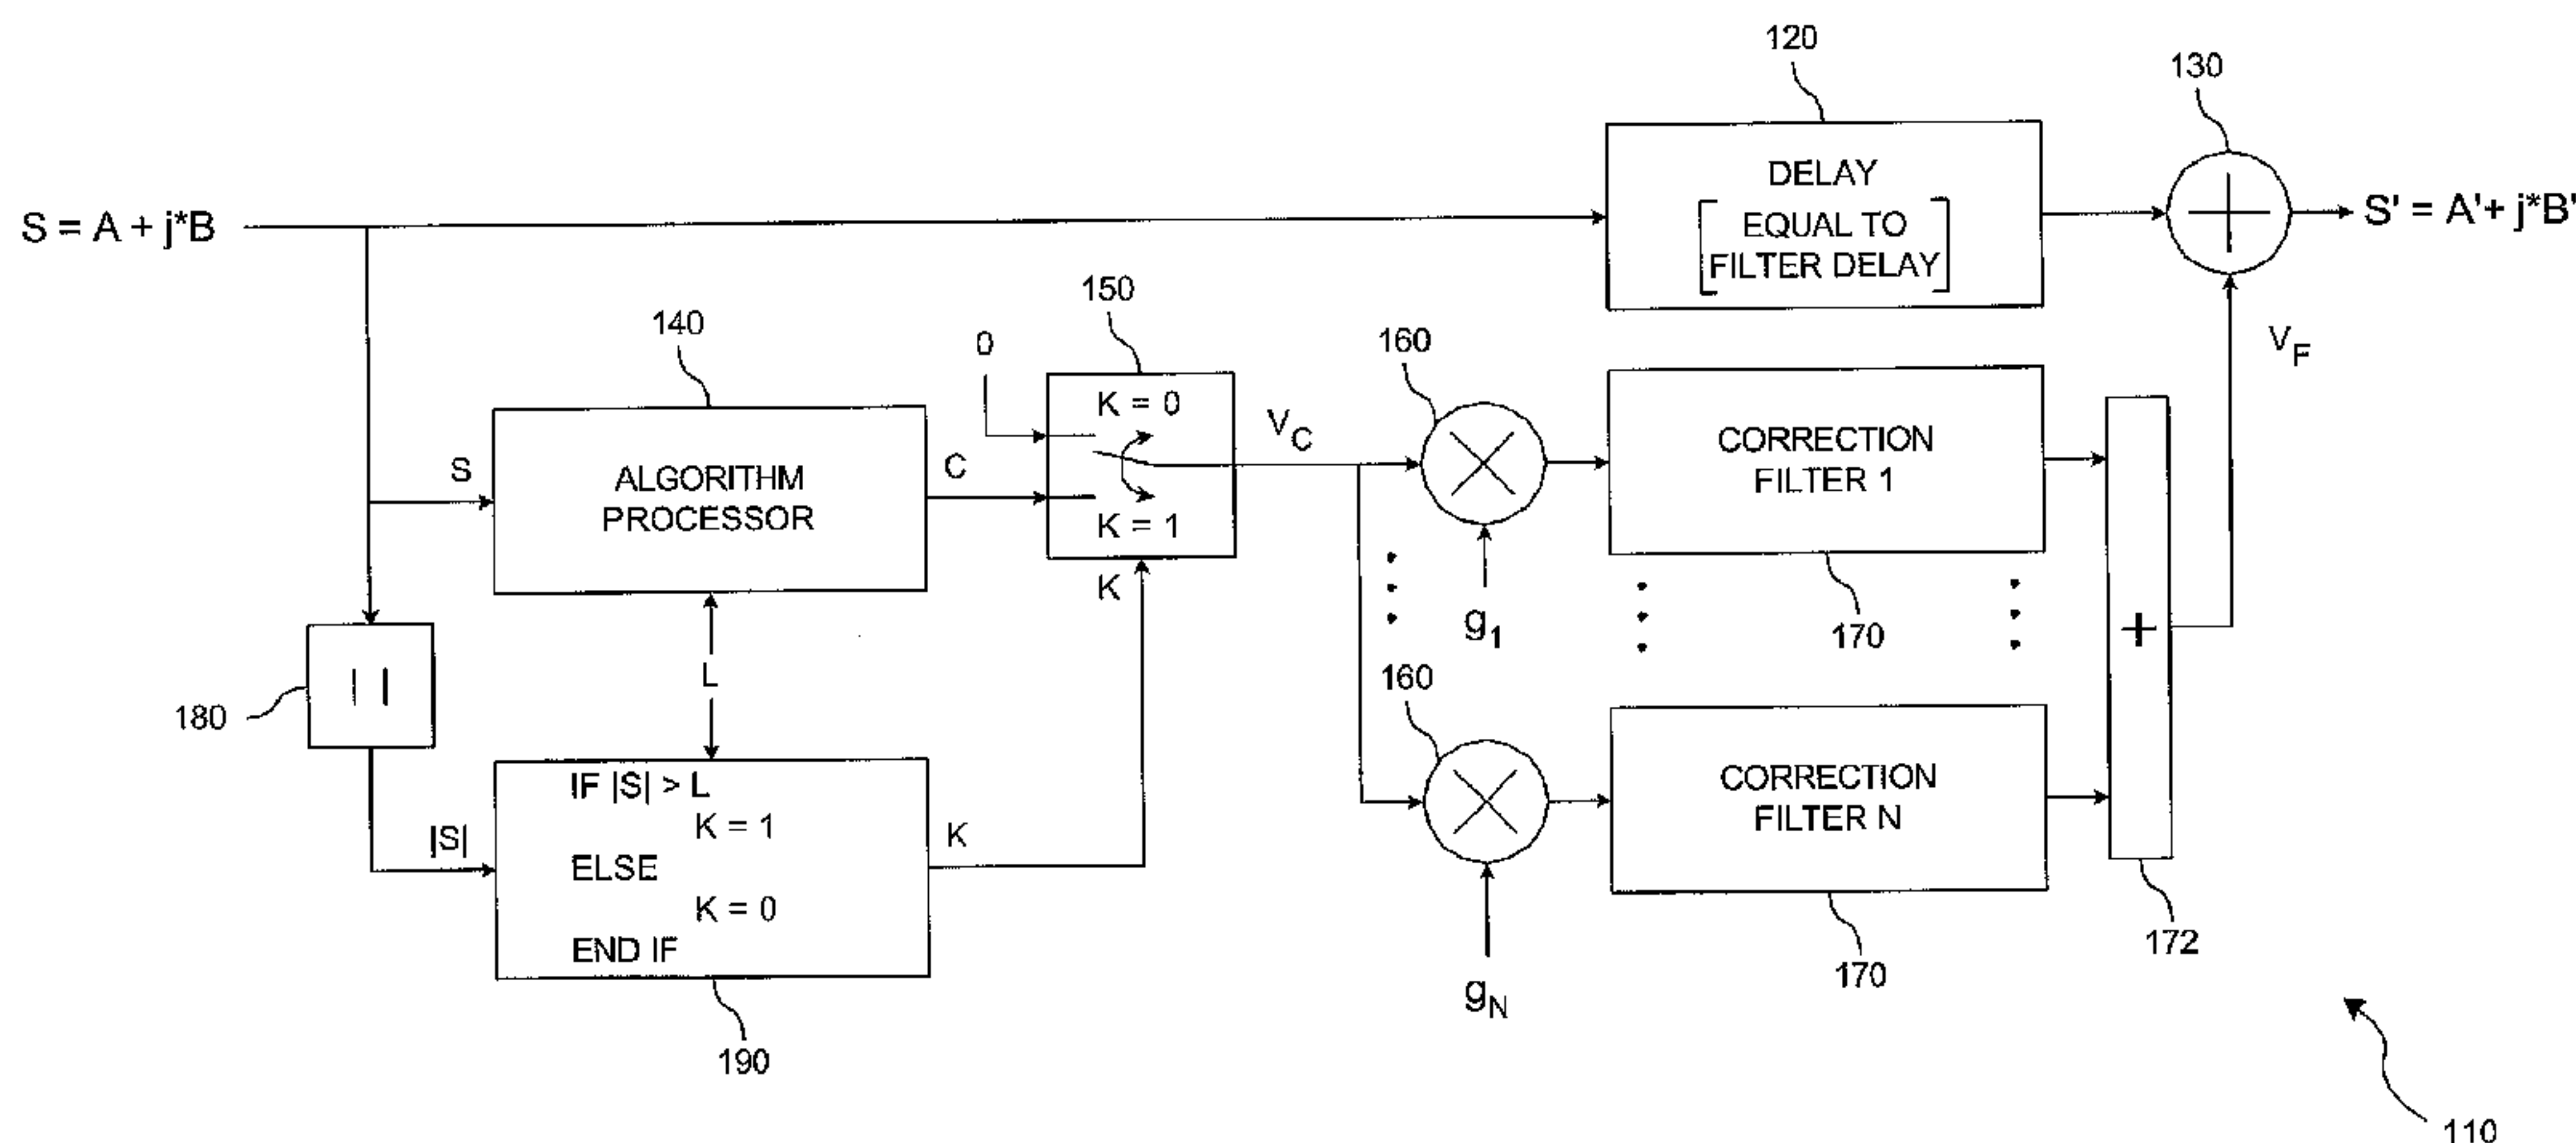 120
130
DELAY
EQUAL TO
FILTER DELAY
S = A + j*B
S' = A'+ j*B'
150
140
0
160
V_F
K = 0
V_C
CORRECTION
FILTER 1
S
ALGORITHM
PROCESSOR
C
K = 1
K
g_1
170
+
L
160
180
| |
CORRECTION
FILTER N
IF |S| > L
K = 1
|S|
K
ELSE
K = 0
END IF
172
170
g_N
190
110